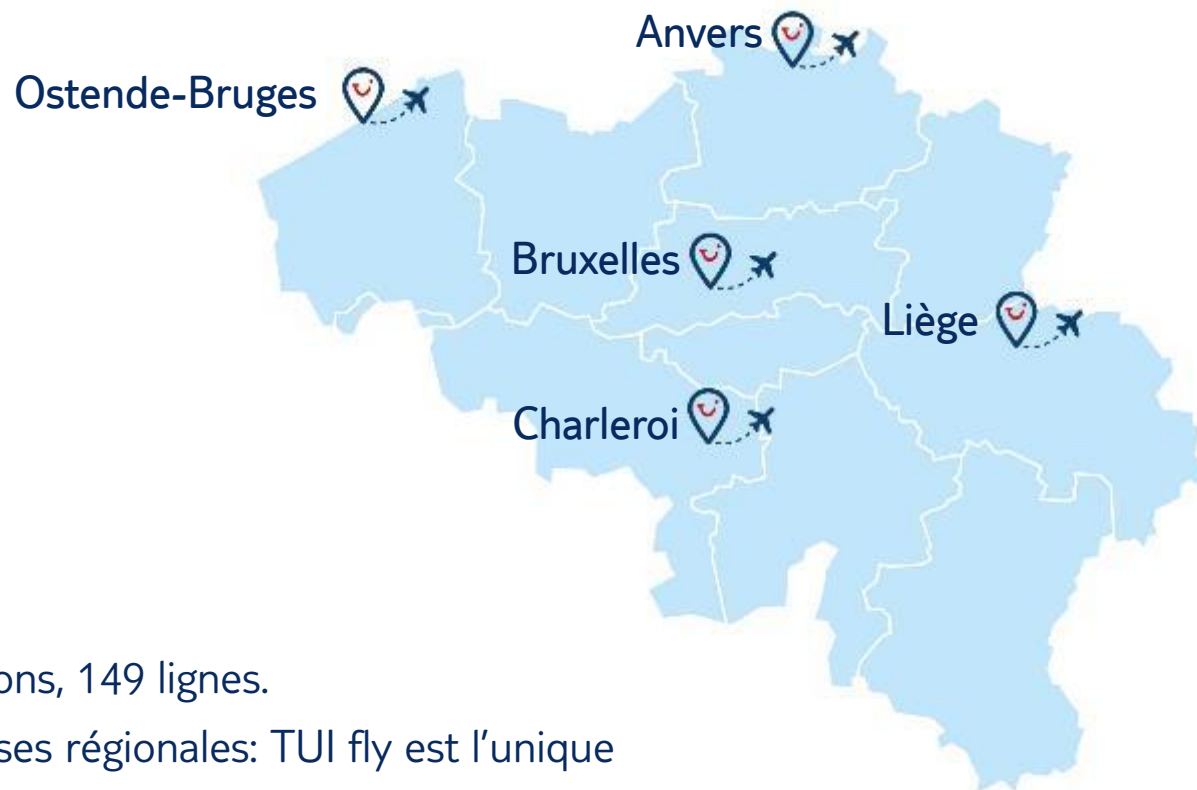 Anvers
Ostende-Bruges
Bruxelles
Liège
Charleroi
ons, 149 lignes.
ses régionales: TUI fly est l’unique